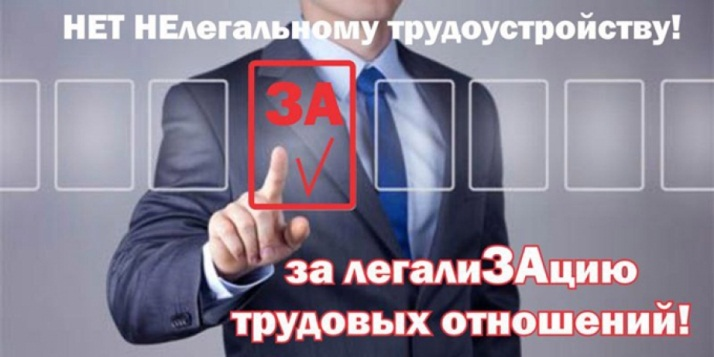 НЕТ НЕлегальному трудоустройству!
ЗА
за легалиЗАцию
трудовых отношений!